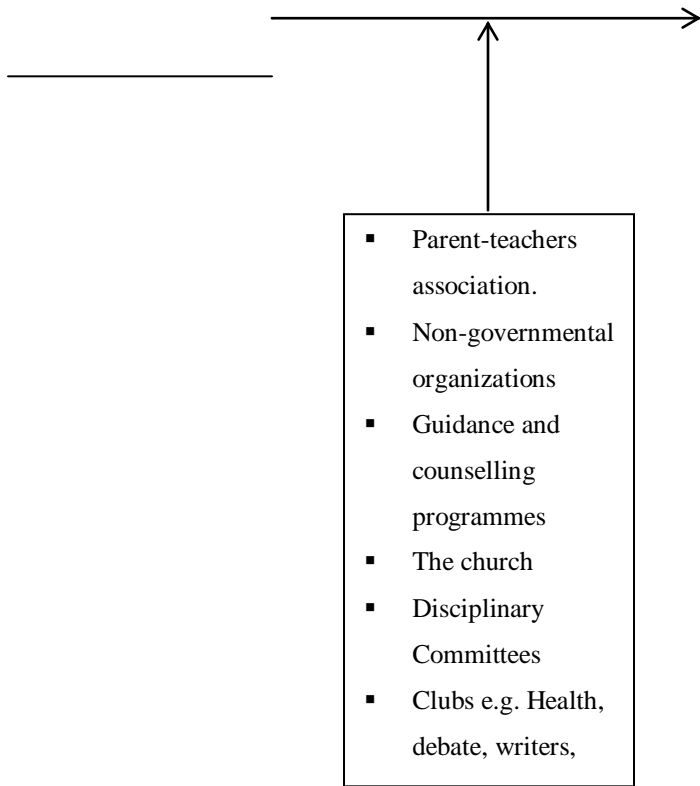 ▪ Parent-teachers
association.
▪ Non-governmental
organizations
▪ Guidance and
counselling
programmes
▪ The church
▪ Disciplinary
Committees
▪ Clubs e.g. Health,
debate, writers,